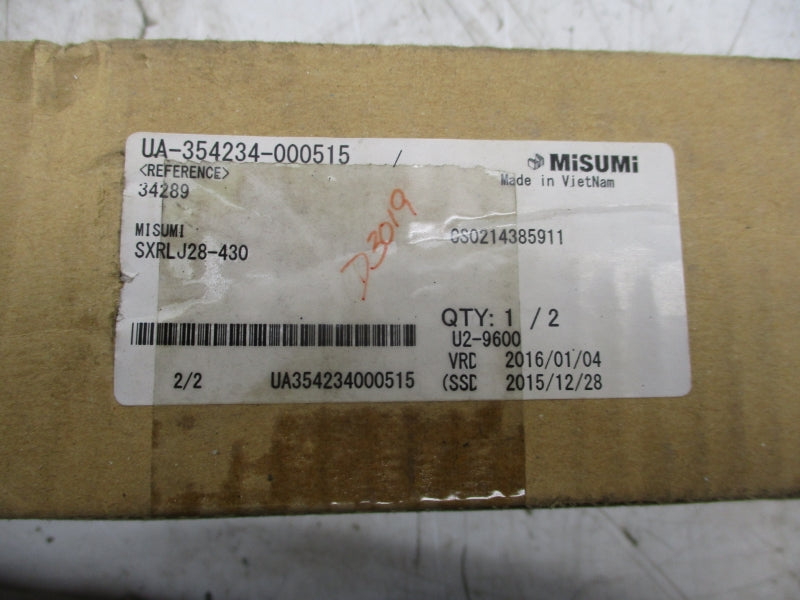 UA-354234-000515 /
MiSUMi
<REFERENCE>
Made in VietNam
34289
D3019
MISUMI
CS0214385911
SXRLJ28-430
QTY: 1 / 2
U2-9600
VRD 2016/01/04
2/2 UA354234000515 (SSD 2015/12/28